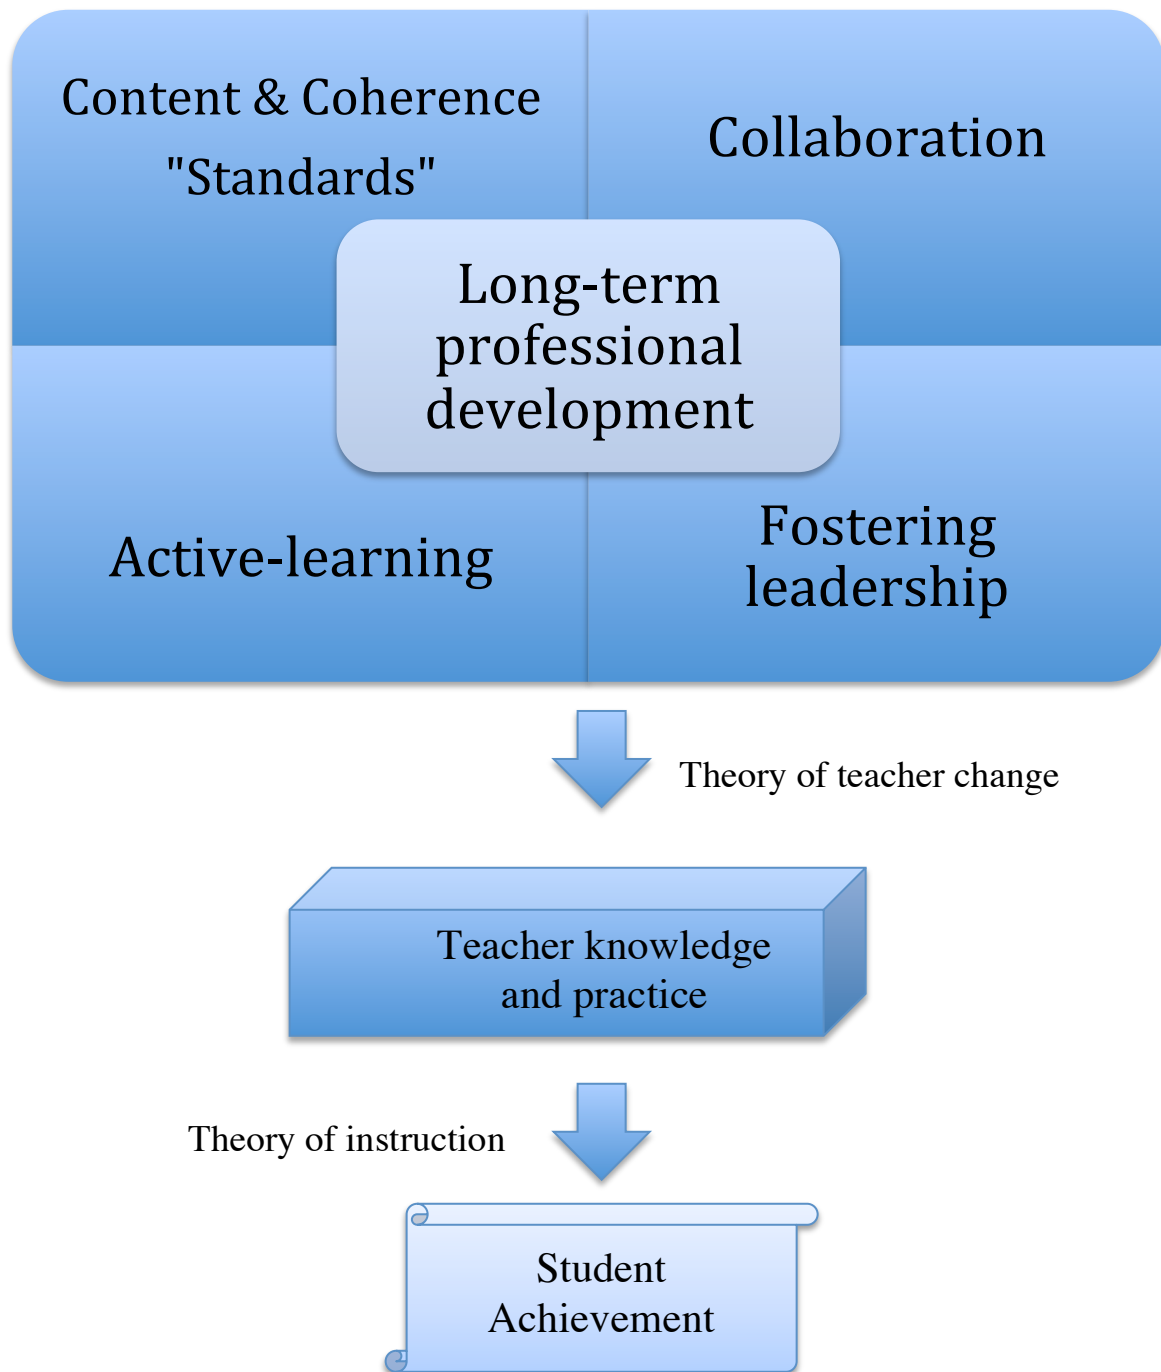 Content & Coherence
"Standards"
Collaboration
Long-term
professional
development
Active-learning
Fostering
leadership
Theory of teacher change
Teacher knowledge
and practice
Theory of instruction
Student
Achievement